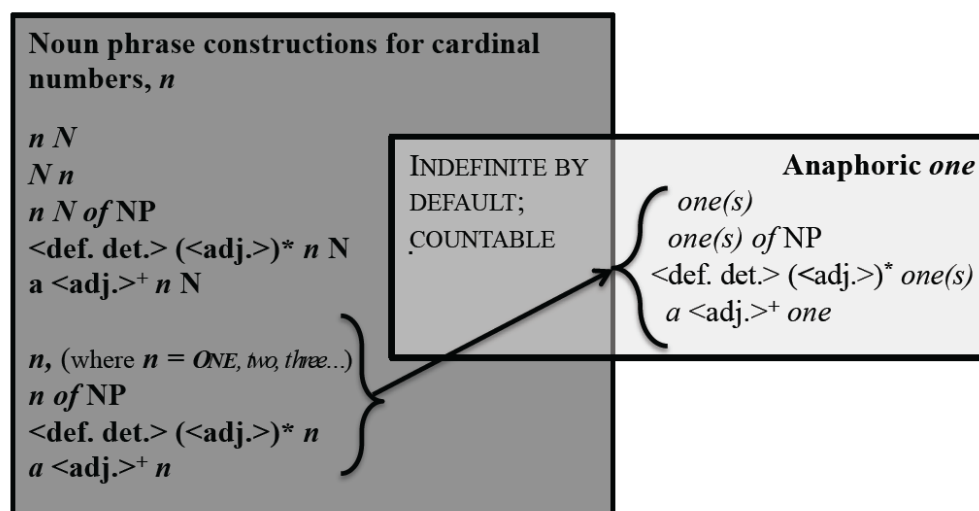 Noun phrase constructions for cardinal
numbers, n
n N
N n
n N of NP
<def. det.> (<adj.>)* n N
a <adj.>+ n N
n, (where n = ONE, two, three...)
n of NP
<def. det.> (<adj.>)* n
a <adj.>+ n
INDEFINITE BY
DEFAULT;
COUNTABLE
.
Anaphoric one
one(s)
one(s) of NP
<def. det.> (<adj.>)* one(s)
a <adj.>+ one